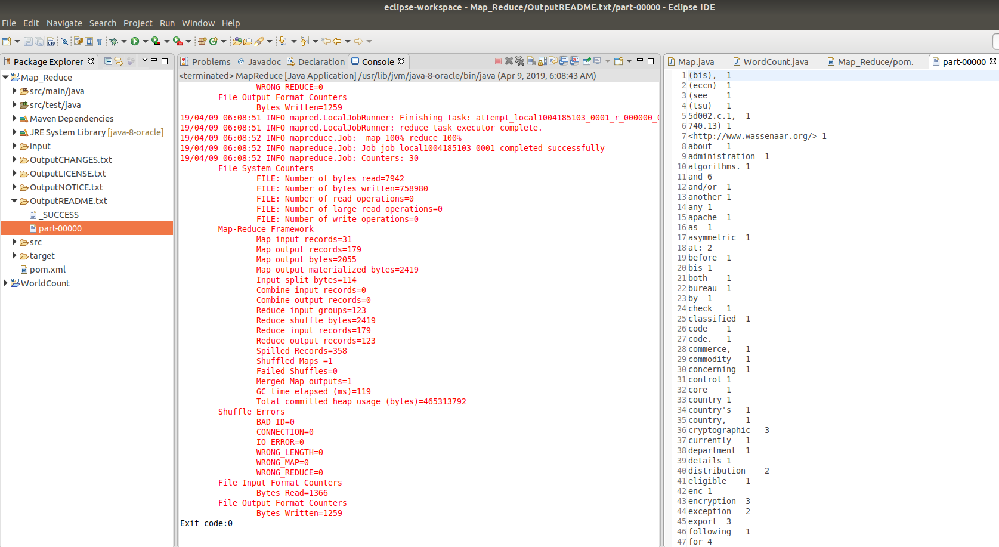 eclipse-workspace - Map_Reduce/OutputREADME.txt/part-00000 - Eclipse IDE
File Edit Navigate Search Project Run Window Help
Package Explorer
Map_Reduce
src/main/java
src/test/java
Maven Dependencies
JRE System Library [java-8-oracle]
input
OutputCHANGES.txt
OutputLICENSE.txt
OutputNOTICE.txt
OutputREADME.txt
_SUCCESS
part-00000
src
target
pom.xml
WorldCount
Problems @ Javadoc Declaration Console
<terminated> MapReduce [Java Application] /usr/lib/jvm/java-8-oracle/bin/java (Apr 9, 2019, 6:08:43 AM)
WRONG_REDUCE=0
File Output Format Counters
Bytes Written=1259
19/04/09 06:08:51 INFO mapred.LocalJobRunner: Finishing task: attempt_local1004185103_0001_r_000000_0
19/04/09 06:08:51 INFO mapred.LocalJobRunner: reduce task executor complete.
19/04/09 06:08:52 INFO mapreduce.Job:  map 100% reduce 100%
19/04/09 06:08:52 INFO mapreduce.Job: Job job_local1004185103_0001 completed successfully
19/04/09 06:08:52 INFO mapreduce.Job: Counters: 30
File System Counters
FILE: Number of bytes read=7942
FILE: Number of bytes written=758980
FILE: Number of read operations=0
FILE: Number of large read operations=0
FILE: Number of write operations=0
Map-Reduce Framework
Map input records=31
Map output records=179
Map output bytes=2055
Map output materialized bytes=2419
Input split bytes=114
Combine input records=0
Combine output records=0
Reduce input groups=123
Reduce shuffle bytes=2419
Reduce input records=179
Reduce output records=123
Spilled Records=358
Shuffled Maps =1
Failed Shuffles=0
Merged Map outputs=1
GC time elapsed (ms)=119
Total committed heap usage (bytes)=465313792
Shuffle Errors
BAD_ID=0
CONNECTION=0
IO_ERROR=0
WRONG_LENGTH=0
WRONG_MAP=0
WRONG_REDUCE=0
File Input Format Counters
Bytes Read=1366
File Output Format Counters
Bytes Written=1259
Exit code:0
Map.java WordCount.java Map_Reduce/pom. part-00000
1 (bis), 1
2 (eccn) 1
3 (see 1
4 (tsu) 1
5 5d002.c.1, 1
6 740.13) 1
7 <http://www.wassenaar.org/> 1
8 about 1
9 administration 1
10 algorithms. 1
11 and 6
12 and/or 1
13 another 1
14 any 1
15 apache 1
16 as 1
17 asymmetric 1
18 at: 2
19 before 1
20 bis 1
21 both 1
22 bureau 1
23 by 1
24 check 1
25 classified 1
26 code 1
27 code. 1
28 commerce, 1
29 commodity 1
30 concerning 1
31 control 1
32 core 1
33 country 1
34 country's 1
35 country, 1
36 cryptographic 3
37 currently 1
38 department 1
39 details 1
40 distribution 2
41 eligible 1
42 enc 1
43 encryption 3
44 exception 2
45 export 3
46 following 1
47 for 4